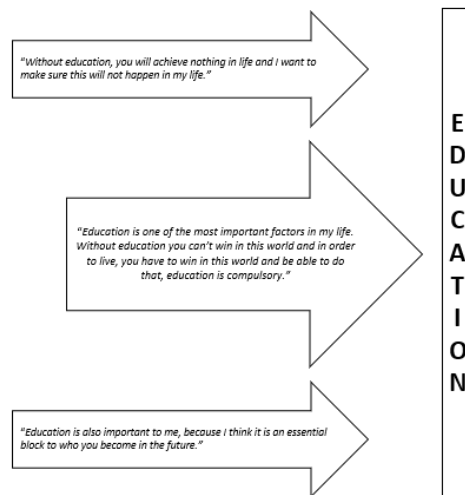 “Without education, you will achieve nothing in life and I want to
make sure this will not happen in my life.”
“Education is one of the most important factors in my life.
Without education you can’t win in this world and in order
to live, you have to win in this world and be able to do
that, education is compulsory.”
“Education is also important to me, because I think it is an essential
block to who you become in the future.”
E
D
U
C
A
T
I
O
N